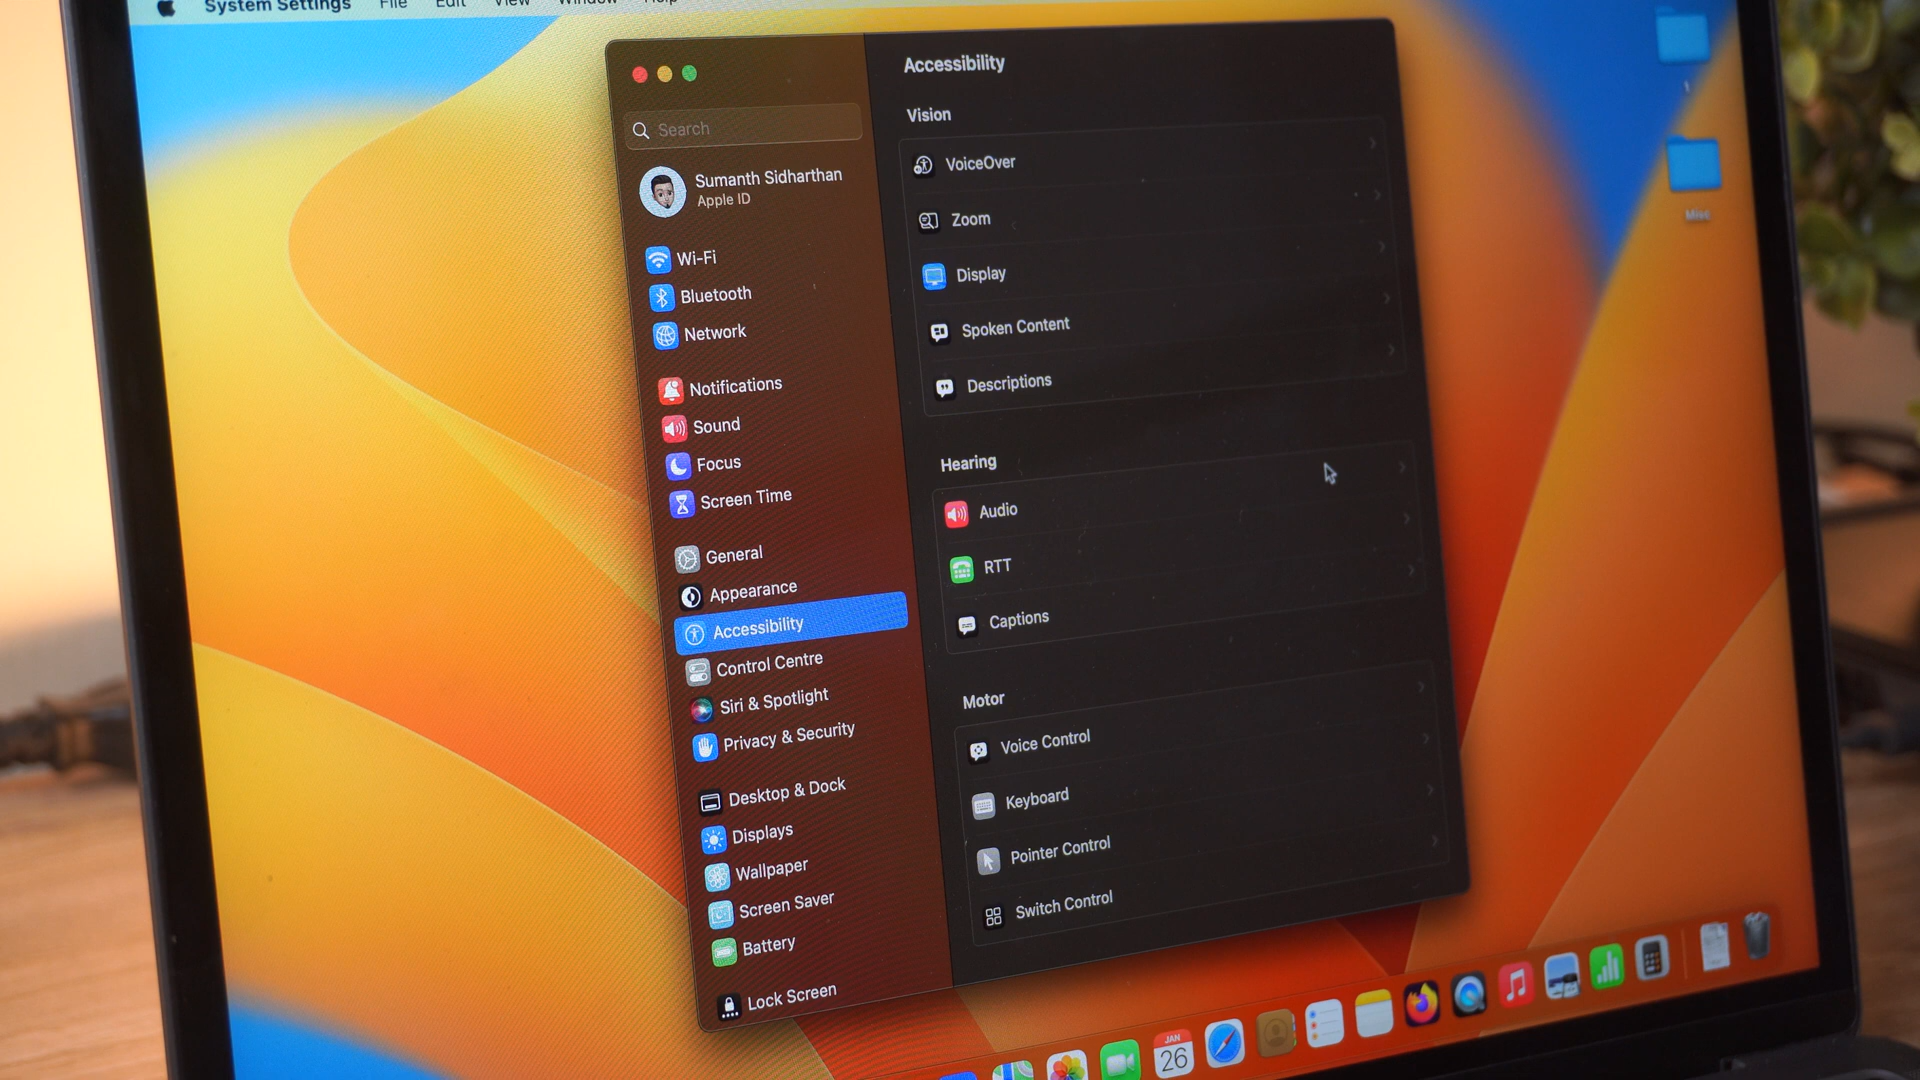 System Settings File Edit View Window Help
Search
Sumanth Sidharthan
Apple ID
Wi-Fi
Bluetooth
Network
Notifications
Sound
Focus
Screen Time
General
Appearance
Accessibility
Control Centre
Siri & Spotlight
Privacy & Security
Desktop & Dock
Displays
Wallpaper
Screen Saver
Battery
Lock Screen
Accessibility
Vision
VoiceOver
Zoom
Display
Spoken Content
Descriptions
Hearing
Audio
RTT
Captions
Motor
Voice Control
Keyboard
Pointer Control
Switch Control
Misc
JAN
26